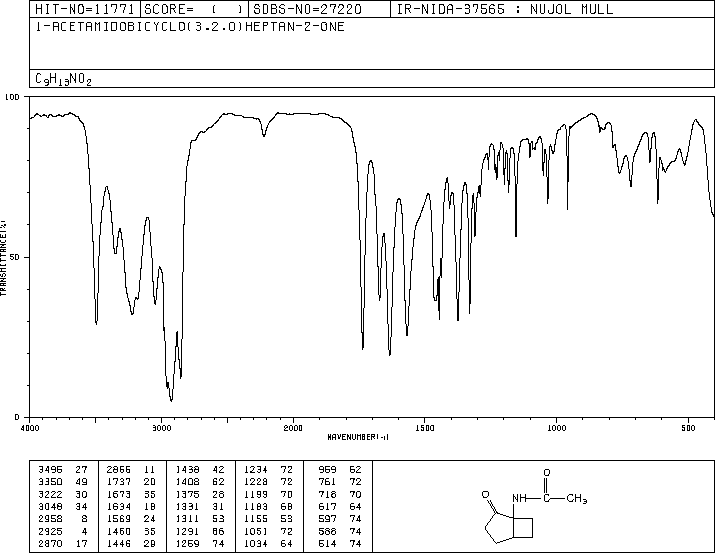 HIT-NO=11771 SCORE= ( ) SDBS-NO=27220 IR-NIDA-37565 : NUJOL MULL
1-ACETAMIDOBICYCLO(3.2.0)HEPTAN-2-ONE
C9H13NO2
100
50
0
TRANSMITTANCE(%)
4000 3000 2000 1500 1000 500
WAVENUMBER(-1)
3495 27 2866 11 1438 42 1234 72 959 62
3350 49 1737 20 1408 62 1228 72 761 72
3222 30 1673 35 1375 28 1199 70 718 70
3048 34 1634 18 1331 31 1183 68 617 64
2958 8 1569 24 1311 53 1155 53 597 74
2925 4 1460 35 1291 66 1051 72 588 74
2870 17 1446 29 1259 74 1034 64 514 74
O
O NH C CH3